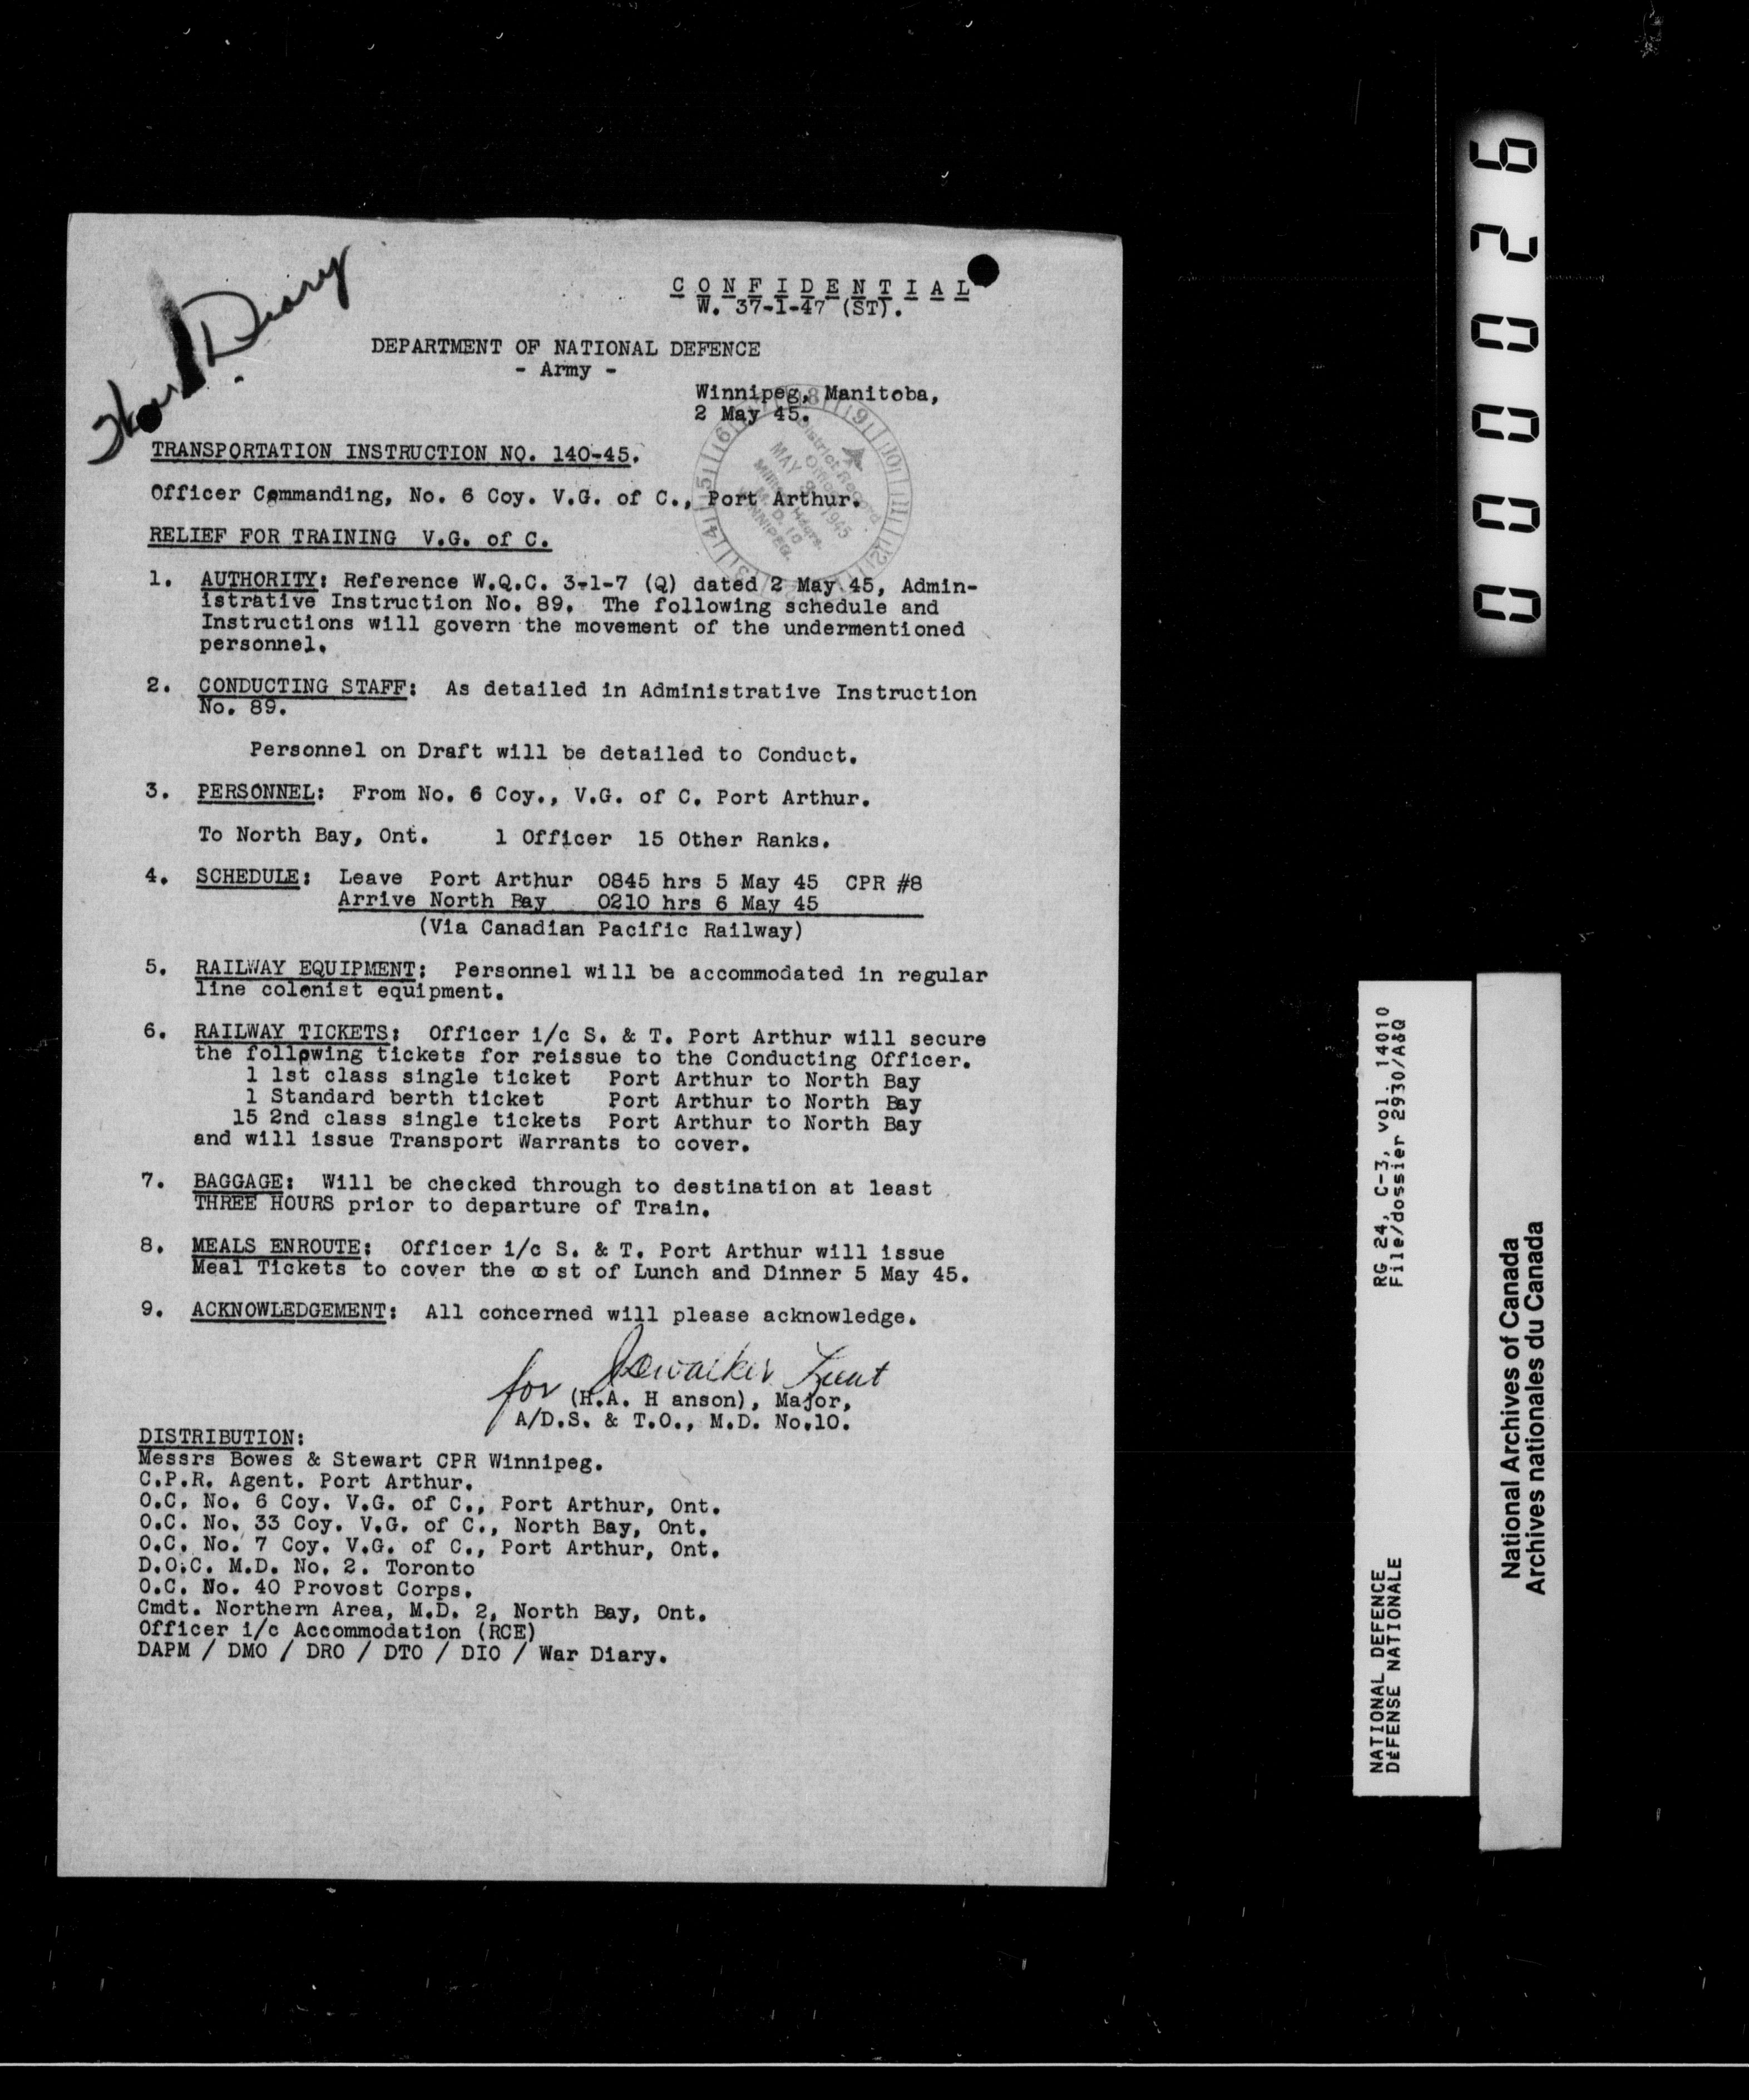 War Diary
C O N F I D E N T I A L
W. 37-1-47 (ST).
DEPARTMENT OF NATIONAL DEFENCE
- Army -
Winnipeg, Manitoba,
2 May 45.
TRANSPORTATION INSTRUCTION NO. 140-45.
Officer Commanding, No. 6 Coy. V.G. of C., Port Arthur.
RELIEF FOR TRAINING V.G. of C.
1. AUTHORITY: Reference W.Q.C. 3-1-7 (Q) dated 2 May 45, Admin-
istrative Instruction No. 89. The following schedule and
Instructions will govern the movement of the undermentioned
personnel.
2. CONDUCTING STAFF: As detailed in Administrative Instruction
No. 89.
Personnel on Draft will be detailed to Conduct.
3. PERSONNEL: From No. 6 Coy., V.G. of C. Port Arthur.
To North Bay, Ont. 1 Officer 15 Other Ranks.
4. SCHEDULE: Leave Port Arthur 0845 hrs 5 May 45 CPR #8
Arrive North Bay 0210 hrs 6 May 45
(Via Canadian Pacific Railway)
5. RAILWAY EQUIPMENT: Personnel will be accommodated in regular
line colonist equipment.
6. RAILWAY TICKETS: Officer i/c S. & T. Port Arthur will secure
the following tickets for reissue to the Conducting Officer.
1 1st class single ticket Port Arthur to North Bay
1 Standard berth ticket Port Arthur to North Bay
15 2nd class single tickets Port Arthur to North Bay
and will issue Transport Warrants to cover.
7. BAGGAGE: Will be checked through to destination at least
THREE HOURS prior to departure of Train.
8. MEALS ENROUTE: Officer i/c S. & T. Port Arthur will issue
Meal Tickets to cover the co st of Lunch and Dinner 5 May 45.
9. ACKNOWLEDGEMENT: All concerned will please acknowledge.
for Lieut
(H.A. H anson), Major,
A/D.S. & T.O., M.D. No.10.
DISTRIBUTION:
Messrs Bowes & Stewart CPR Winnipeg.
C.P.R. Agent. Port Arthur.
O.C. No. 6 Coy. V.G. of C., Port Arthur, Ont.
O.C. No. 33 Coy. V.G. of C., North Bay, Ont.
O.C. No. 7 Coy. V.G. of C., Port Arthur, Ont.
D.O.C. M.D. No. 2. Toronto
O.C. No. 40 Provost Corps.
Cmdt. Northern Area, M.D. 2, North Bay, Ont.
Officer i/c Accommodation (RCE)
DAPM / DMO / DRO / DTO / DIO / War Diary.
District Record
Office
MAY 1945
M. D. 10
WINNIPEG.
000026
NATIONAL DEFENCE RG 24, C-3, vol. 14010
DÉFENSE NATIONALE File/dossier 2930/A&Q
National Archives of Canada
Archives nationales du Canada